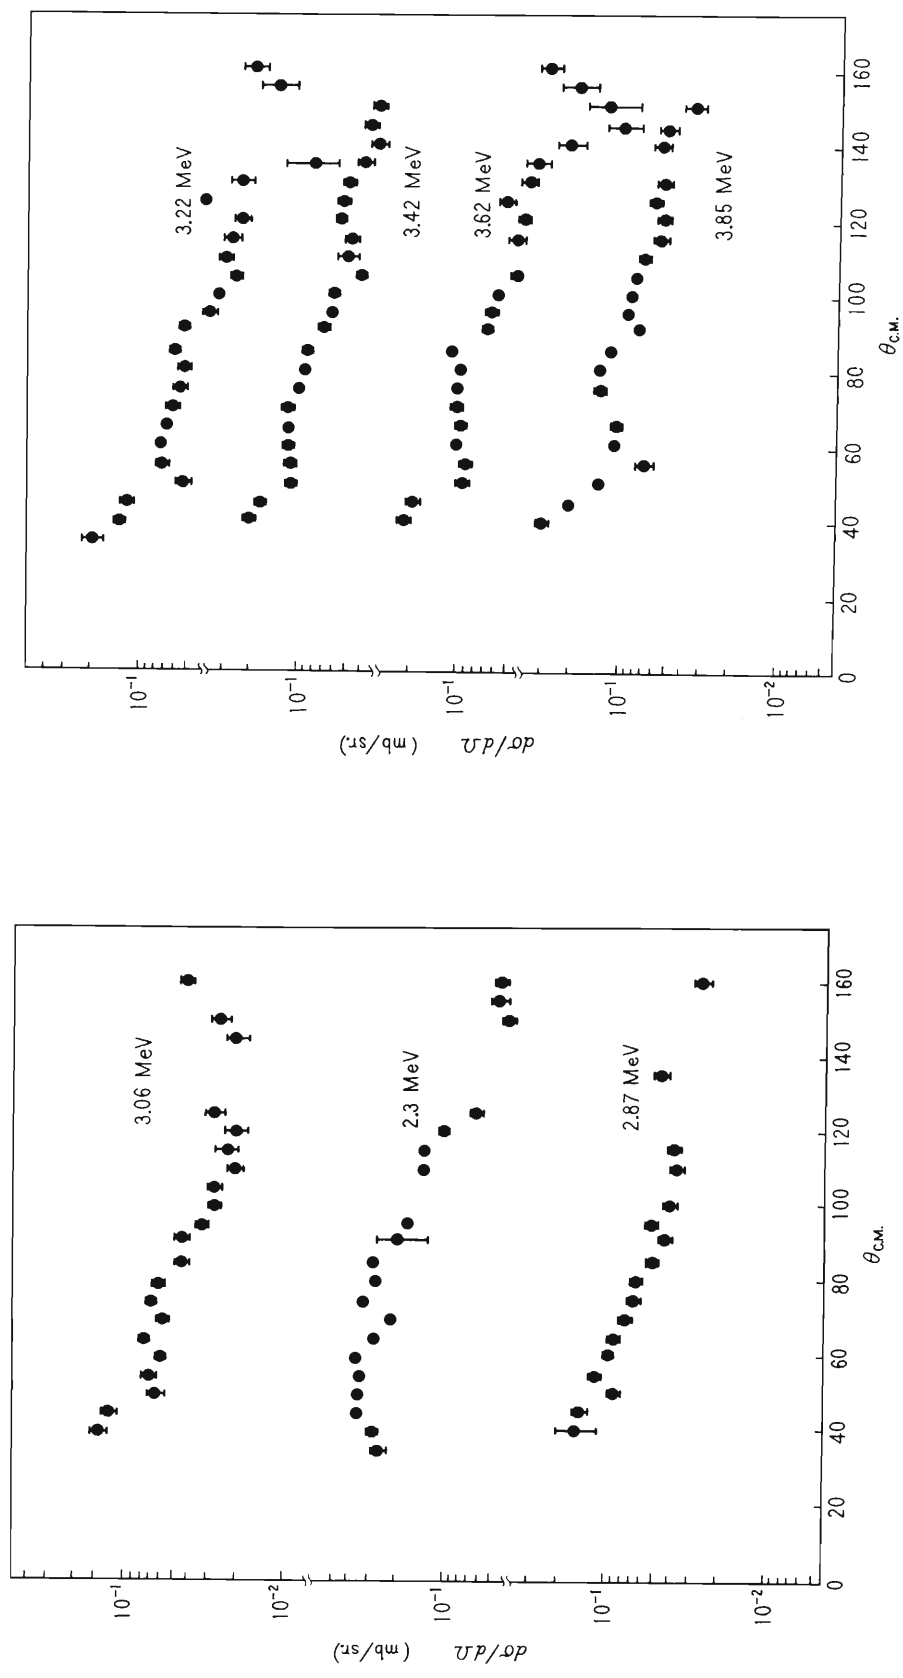 dσ/dΩ (mb/sr.)
10⁻¹
10⁻²
10⁻¹
10⁻¹
10⁻²
3.06 MeV
2.3 MeV
2.87 MeV
0 20 40 60 80 100 120 140 160
θC.M.
dσ/dΩ (mb/sr.)
10⁻¹
10⁻¹
10⁻¹
10⁻¹
10⁻²
3.22 MeV
3.42 MeV
3.62 MeV
3.85 MeV
0 20 40 60 80 100 120 140 160
θC.M.